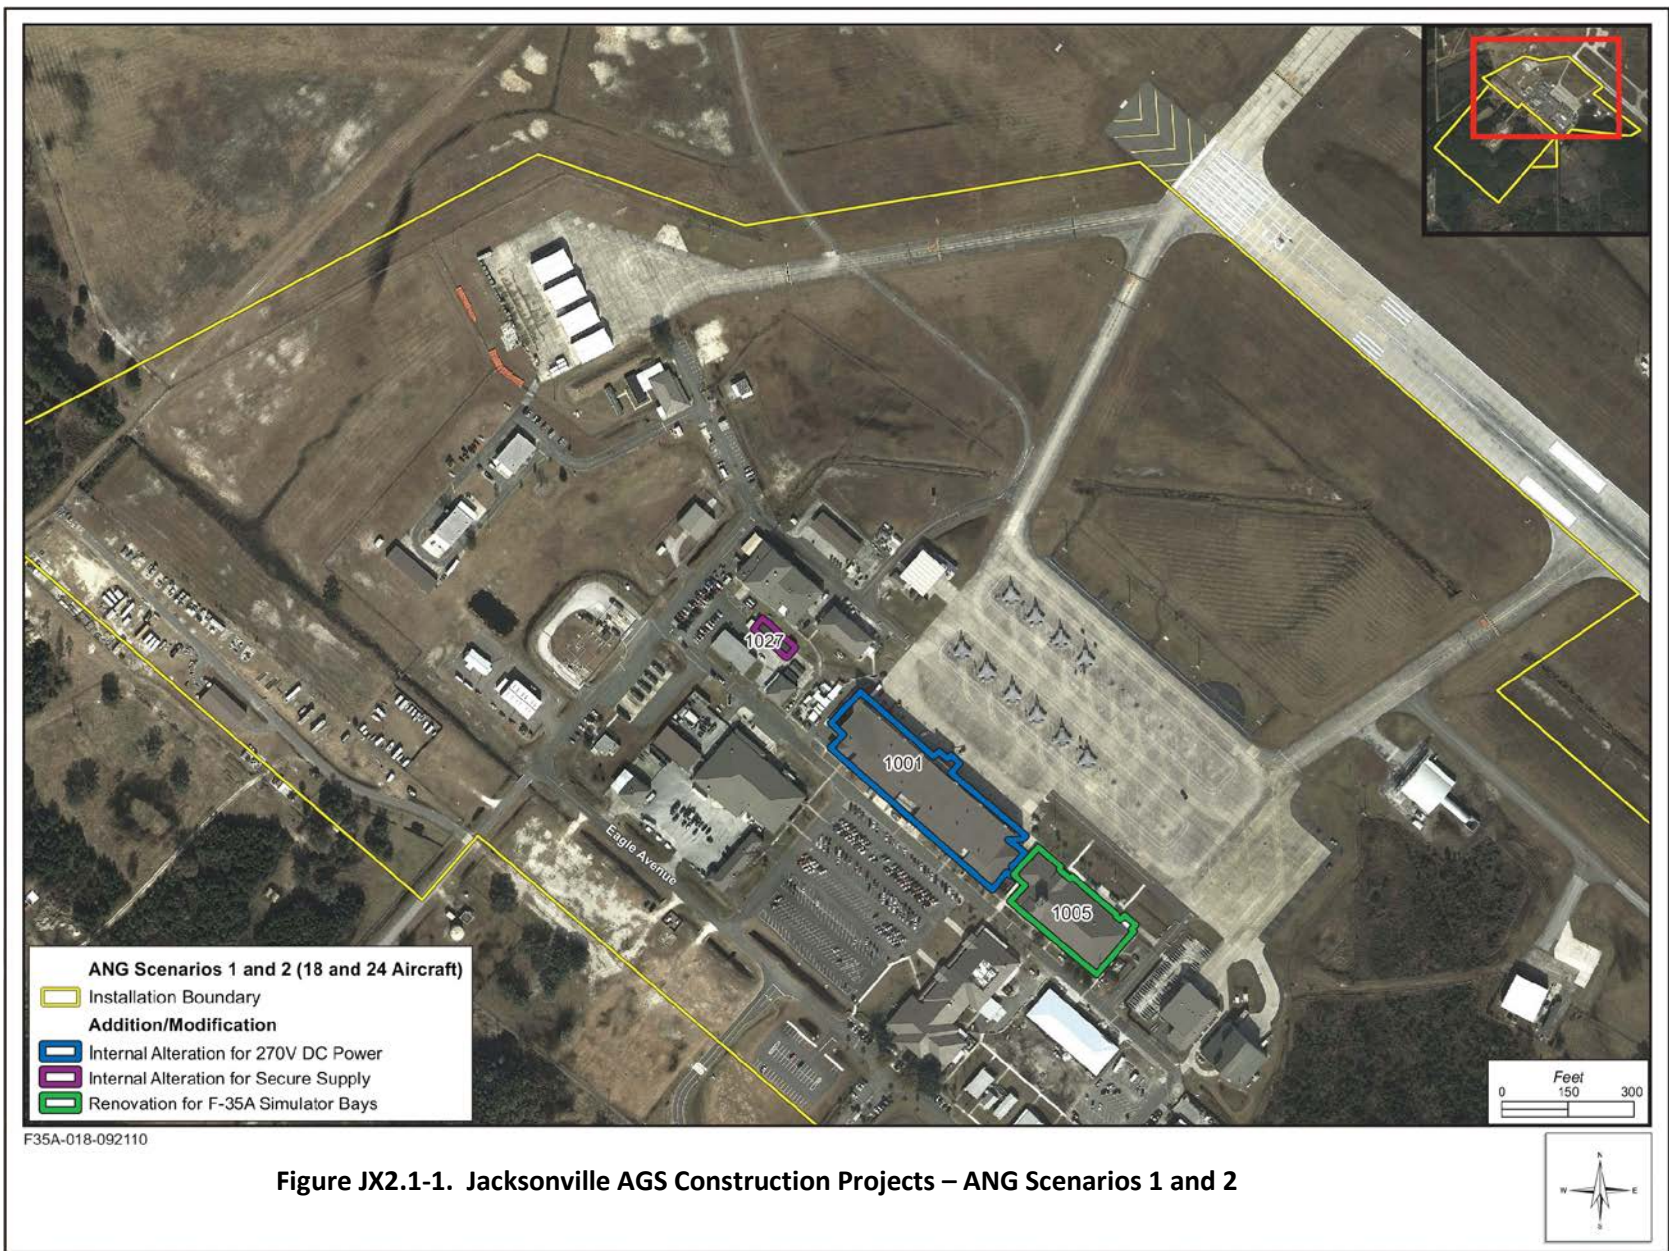 1027
1001
1005
Eagle Avenue
ANG Scenarios 1 and 2 (18 and 24 Aircraft)
Installation Boundary
Addition/Modification
Internal Alteration for 270V DC Power
Internal Alteration for Secure Supply
Renovation for F-35A Simulator Bays
Feet
0 150 300
F35A-018-092110
Figure JX2.1-1. Jacksonville AGS Construction Projects – ANG Scenarios 1 and 2
N
W E
S